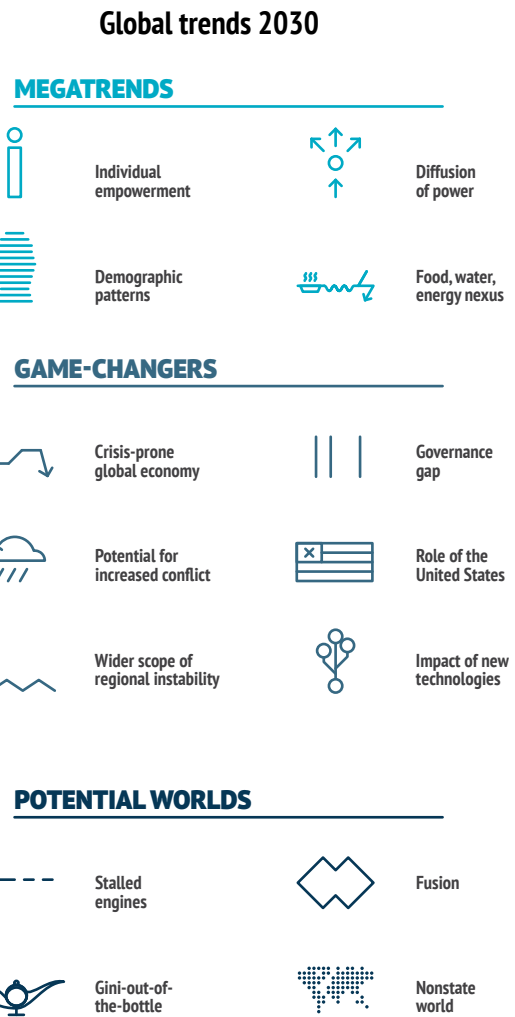 Global trends 2030
MEGATRENDS
Individual
empowerment
Diffusion
of power
Demographic
patterns
Food, water,
energy nexus
GAME-CHANGERS
Crisis-prone
global economy
Governance
gap
Potential for
increased conflict
Role of the
United States
Wider scope of
regional instability
Impact of new
technologies
POTENTIAL WORLDS
Stalled
engines
Fusion
Gini-out-of-
the-bottle
Nonstate
world